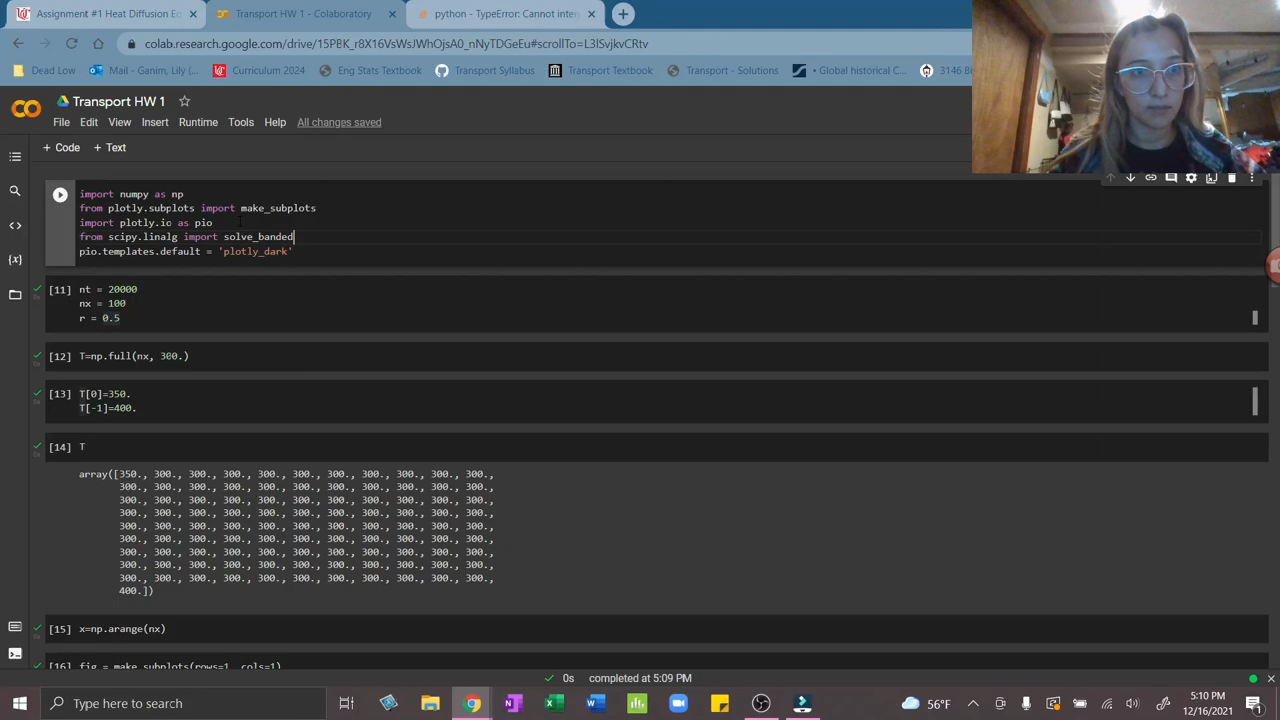 Assignment #1 Heat Diffusion Eq
Transport HW 1 - Colaboratory
python - TypeError: Cannot inter
colab.research.google.com/drive/15PBK_r8X16VsWsJWhOjsA0_nNyTDGeEu#scrollTo=L3lSvjkvCRtv
Dead Low
Mail - Ganim, Lily (...
Curriculum 2024
Eng Stats Textbook
Transport Syllabus
Transport Textbook
Transport - Solutions
• Global historical C...
3146 B
Transport HW 1
File Edit View Insert Runtime Tools Help All changes saved
+ Code + Text
import numpy as np
from plotly.subplots import make_subplots
import plotly.io as pio
from scipy.linalg import solve_banded
pio.templates.default = 'plotly_dark'
[11] nt = 20000
nx = 100
r = 0.5
[12] T=np.full(nx, 300.)
[13] T[0]=350.
T[-1]=400.
[14] T
array([350., 300., 300., 300., 300., 300., 300., 300., 300., 300., 300.,
300., 300., 300., 300., 300., 300., 300., 300., 300., 300., 300.,
300., 300., 300., 300., 300., 300., 300., 300., 300., 300., 300.,
300., 300., 300., 300., 300., 300., 300., 300., 300., 300., 300.,
300., 300., 300., 300., 300., 300., 300., 300., 300., 300., 300.,
300., 300., 300., 300., 300., 300., 300., 300., 300., 300., 300.,
300., 300., 300., 300., 300., 300., 300., 300., 300., 300., 300.,
300., 300., 300., 300., 300., 300., 300., 300., 300., 300., 300.,
300., 300., 300., 300., 300., 300., 300., 300., 300., 300., 300.,
400.])
[15] x=np.arange(nx)
[16] fig = make_subplots(rows=1, cols=1)
0s completed at 5:09 PM
Type here to search
56°F
5:10 PM
12/16/2021